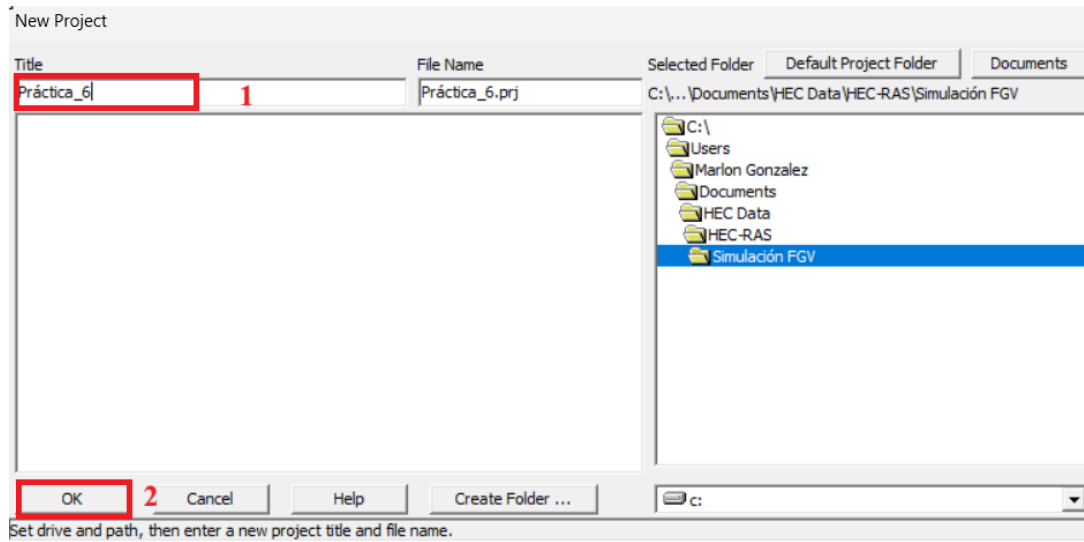 New Project
Title File Name Selected Folder Default Project Folder Documents
Práctica_6 1 Práctica_6.prj C:\...\Documents\HEC Data\HEC-RAS\Simulación FGV
C:\
Users
Marlon Gonzalez
Documents
HEC Data
HEC-RAS
Simulación FGV
OK 2 Cancel Help Create Folder ... c:
Set drive and path, then enter a new project title and file name.